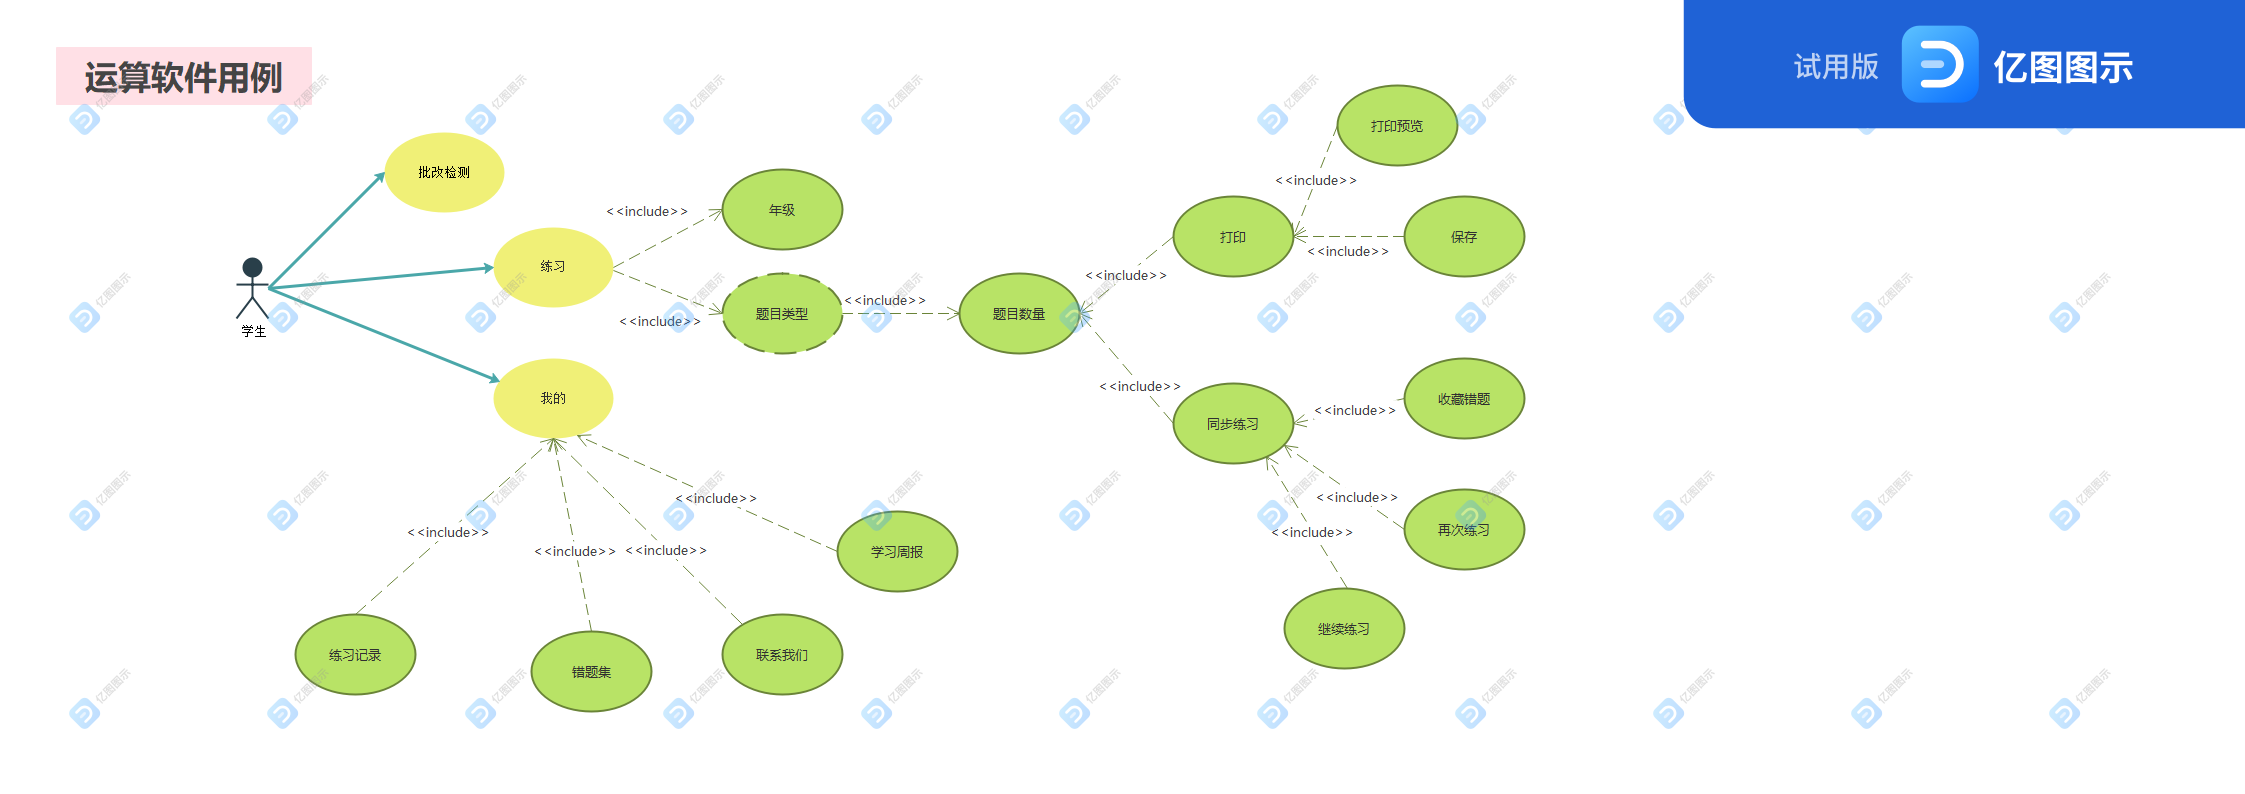 运算软件用例
试用版
亿图图示
打印预览
批改检测
<<include>>
年级
<<include>>
打印
保存
<<include>>
练习
<<include>>
<<include>>
题目类型
题目数量
<<include>>
学生
<<include>>
我的
收藏错题
<<include>>
同步练习
<<include>>
<<include>>
再次练习
<<include>>
<<include>>
<<include>>
<<include>>
学习周报
继续练习
练习记录
错题集
联系我们
亿图图示